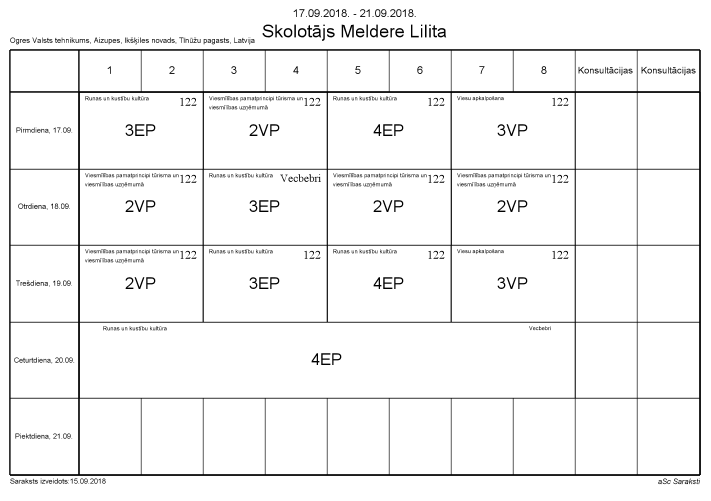 17.09.2018. - 21.09.2018.
Skolotājs Meldere Lilita
Ogres Valsts tehnikums, Aizupes, Ikšķiles novads, Tīnūžu pagasts, Latvija
1 2 3 4 5 6 7 8 Konsultācijas Konsultācijas
Pirmdiena, 17.09.
Runas un kustību kultūra 122
3EP
Viesmīlības pamatprincipi tūrisma un 122
viesmīlības uzņēmumā
2VP
Runas un kustību kultūra 122
4EP
Viesu apkalpošana 122
3VP
Otrdiena, 18.09.
Viesmīlības pamatprincipi tūrisma un 122
viesmīlības uzņēmumā
2VP
Runas un kustību kultūra Vecbebri
3EP
Viesmīlības pamatprincipi tūrisma un 122
viesmīlības uzņēmumā
2VP
Viesmīlības pamatprincipi tūrisma un 122
viesmīlības uzņēmumā
2VP
Trešdiena, 19.09.
Viesmīlības pamatprincipi tūrisma un 122
viesmīlības uzņēmumā
2VP
Runas un kustību kultūra 122
3EP
Runas un kustību kultūra 122
4EP
Viesu apkalpošana 122
3VP
Ceturtdiena, 20.09.
Runas un kustību kultūra Vecbebri
4EP
Piektdiena, 21.09.
Saraksts izveidots:15.09.2018 aSc Saraksti